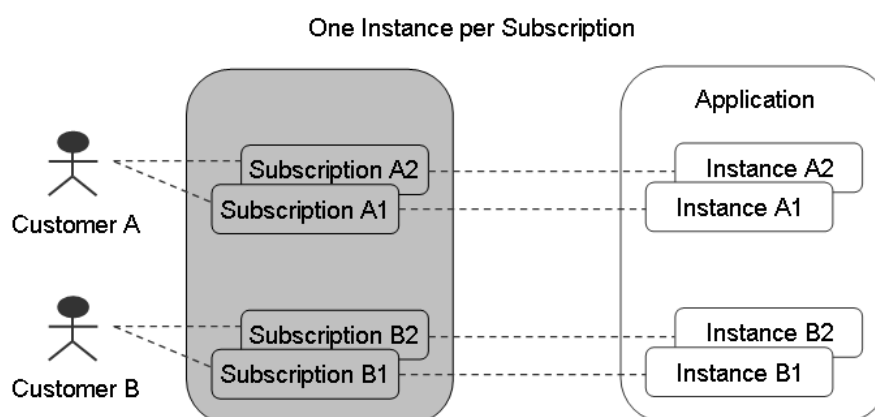 One Instance per Subscription
Application
Subscription A2
Instance A2
Subscription A1
Instance A1
Customer A
Subscription B2
Instance B2
Subscription B1
Instance B1
Customer B